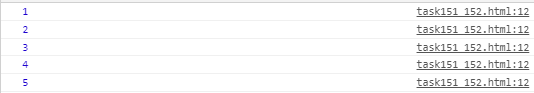 1 task151 152.html:12
2 task151 152.html:12
3 task151 152.html:12
4 task151 152.html:12
5 task151 152.html:12